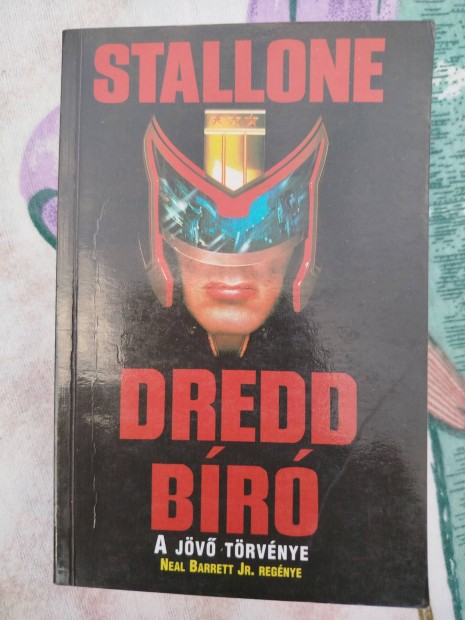 STALLONE
DREDD
BÍRÓ
A JÖVŐ TÖRVÉNYE
NEAL BARRETT JR. REGÉNYE